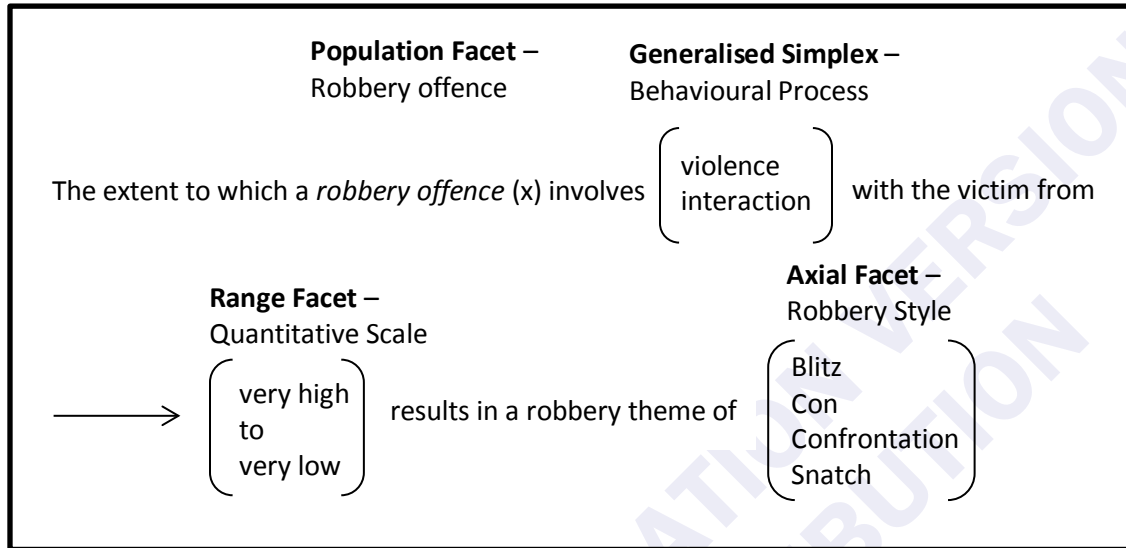 Population Facet –
Robbery offence
Generalised Simplex –
Behavioural Process
The extent to which a robbery offence (x) involves
violence
interaction
with the victim from
Range Facet –
Quantitative Scale
very high
to
very low
results in a robbery theme of
Axial Facet –
Robbery Style
Blitz
Con
Confrontation
Snatch